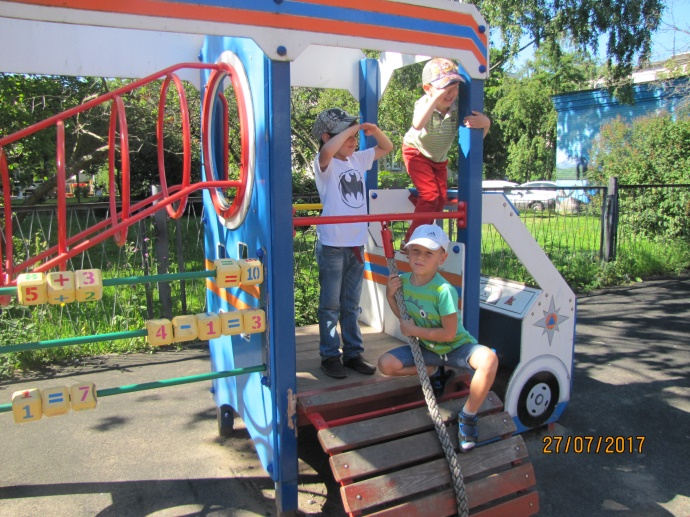 5 + 3 = 10
4 - 1 = 3
1 = 7
27/07/2017